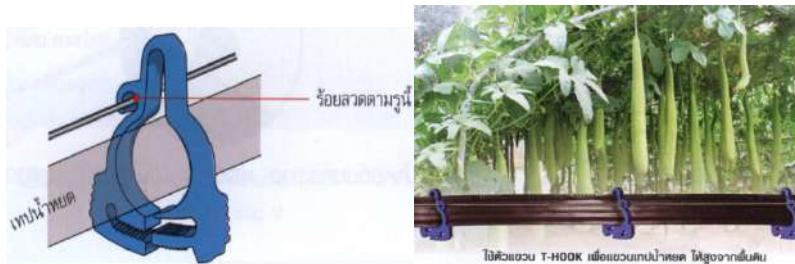 ร้อยลวดตามรูนี้
เทปน้ำหยด
ใช้ตัวแขวน T-HOOK เพื่อแขวนเทปน้ำหยด ให้สูงจากพื้นดิน